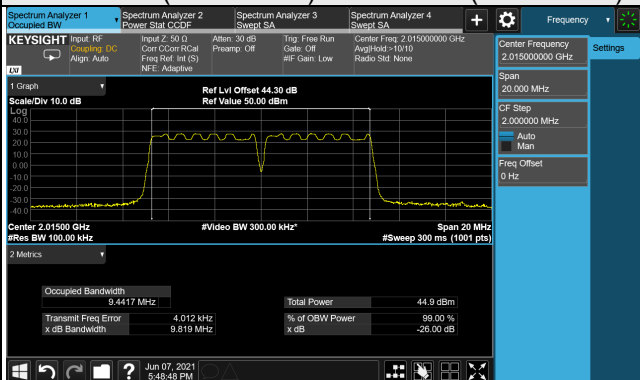 Spectrum Analyzer 1
Occupied BW
Spectrum Analyzer 2
Power Stat CCDF
Spectrum Analyzer 3
Swept SA
Spectrum Analyzer 4
Swept SA
+
Frequency
KEYSIGHT
Input: RF
Coupling: DC
Align: Auto
Input Z: 50 Ω
Corr CCorr RCal
Freq Ref: Int (S)
NFE: Adaptive
Atten: 30 dB
Preamp: Off
Trig: Free Run
Gate: Off
#IF Gain: Low
Center Freq: 2.015000000 GHz
Avg|Hold:>10/10
Radio Std: None
LXI
Center Frequency
2.015000000 GHz
Settings
Span
20.000 MHz
CF Step
2.000000 MHz
Auto
Man
Freq Offset
0 Hz
1 Graph
Scale/Div 10.0 dB
Ref Lvl Offset 44.30 dB
Ref Value 50.00 dBm
Log
40.0
30.0
20.0
10.0
0.00
-10.0
-20.0
-30.0
-40.0
Center 2.01500 GHz
#Res BW 100.00 kHz
#Video BW 300.00 kHz*
Span 20 MHz
#Sweep 300 ms (1001 pts)
2 Metrics
Occupied Bandwidth
9.4417 MHz
Total Power 44.9 dBm
Transmit Freq Error 4.012 kHz
% of OBW Power 99.00 %
x dB Bandwidth 9.819 MHz
x dB -26.00 dB
?
Jun 07, 2021
5:48:48 PM